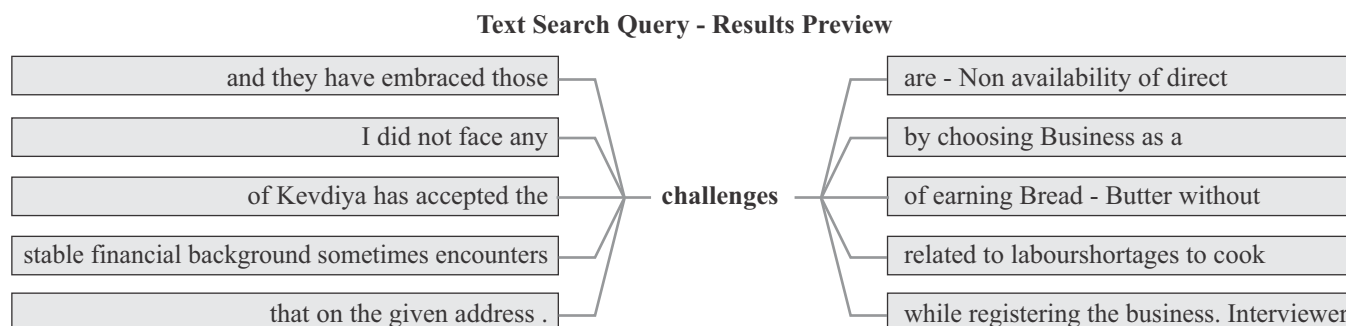 Text Search Query - Results Preview
and they have embraced those
I did not face any
of Kevdiya has accepted the
stable financial background sometimes encounters
that on the given address .
challenges
are - Non availability of direct
by choosing Business as a
of earning Bread - Butter without
related to labourshortages to cook
while registering the business. Interviewer